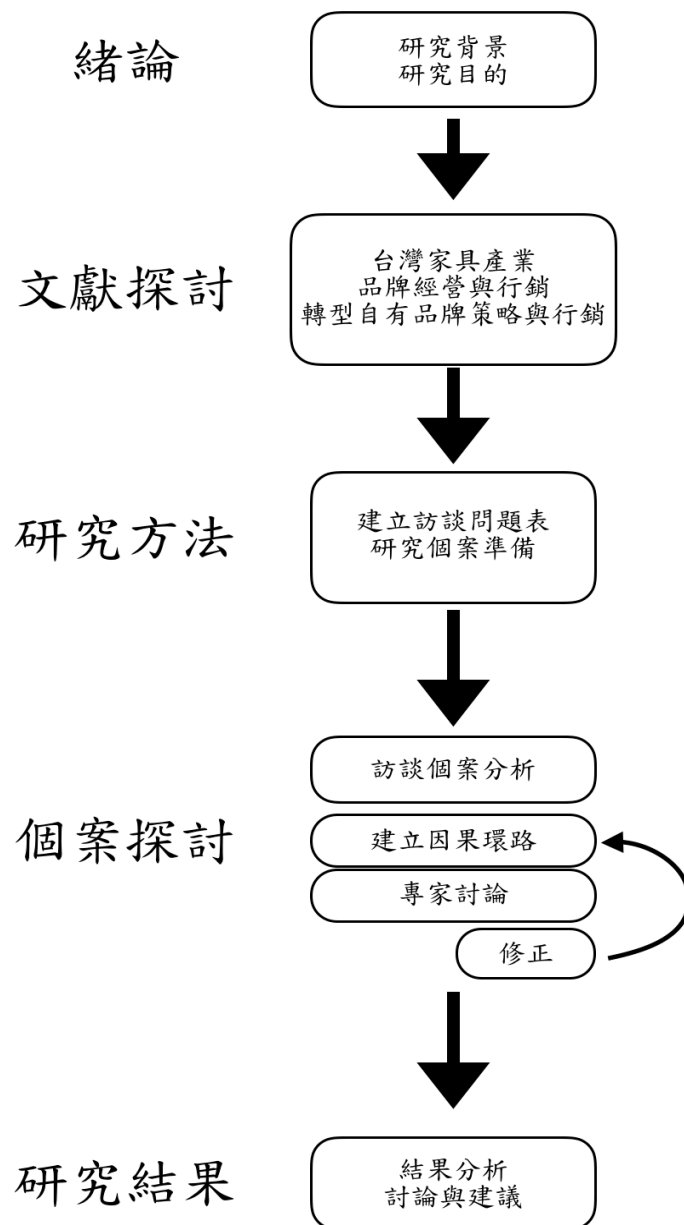 緒論
研究背景
研究目的
文獻探討
台灣家具產業
品牌經營與行銷
轉型自有品牌策略與行銷
研究方法
建立訪談問題表
研究個案準備
個案探討
訪談個案分析
建立因果環路
專家討論
修正
研究結果
結果分析
討論與建議